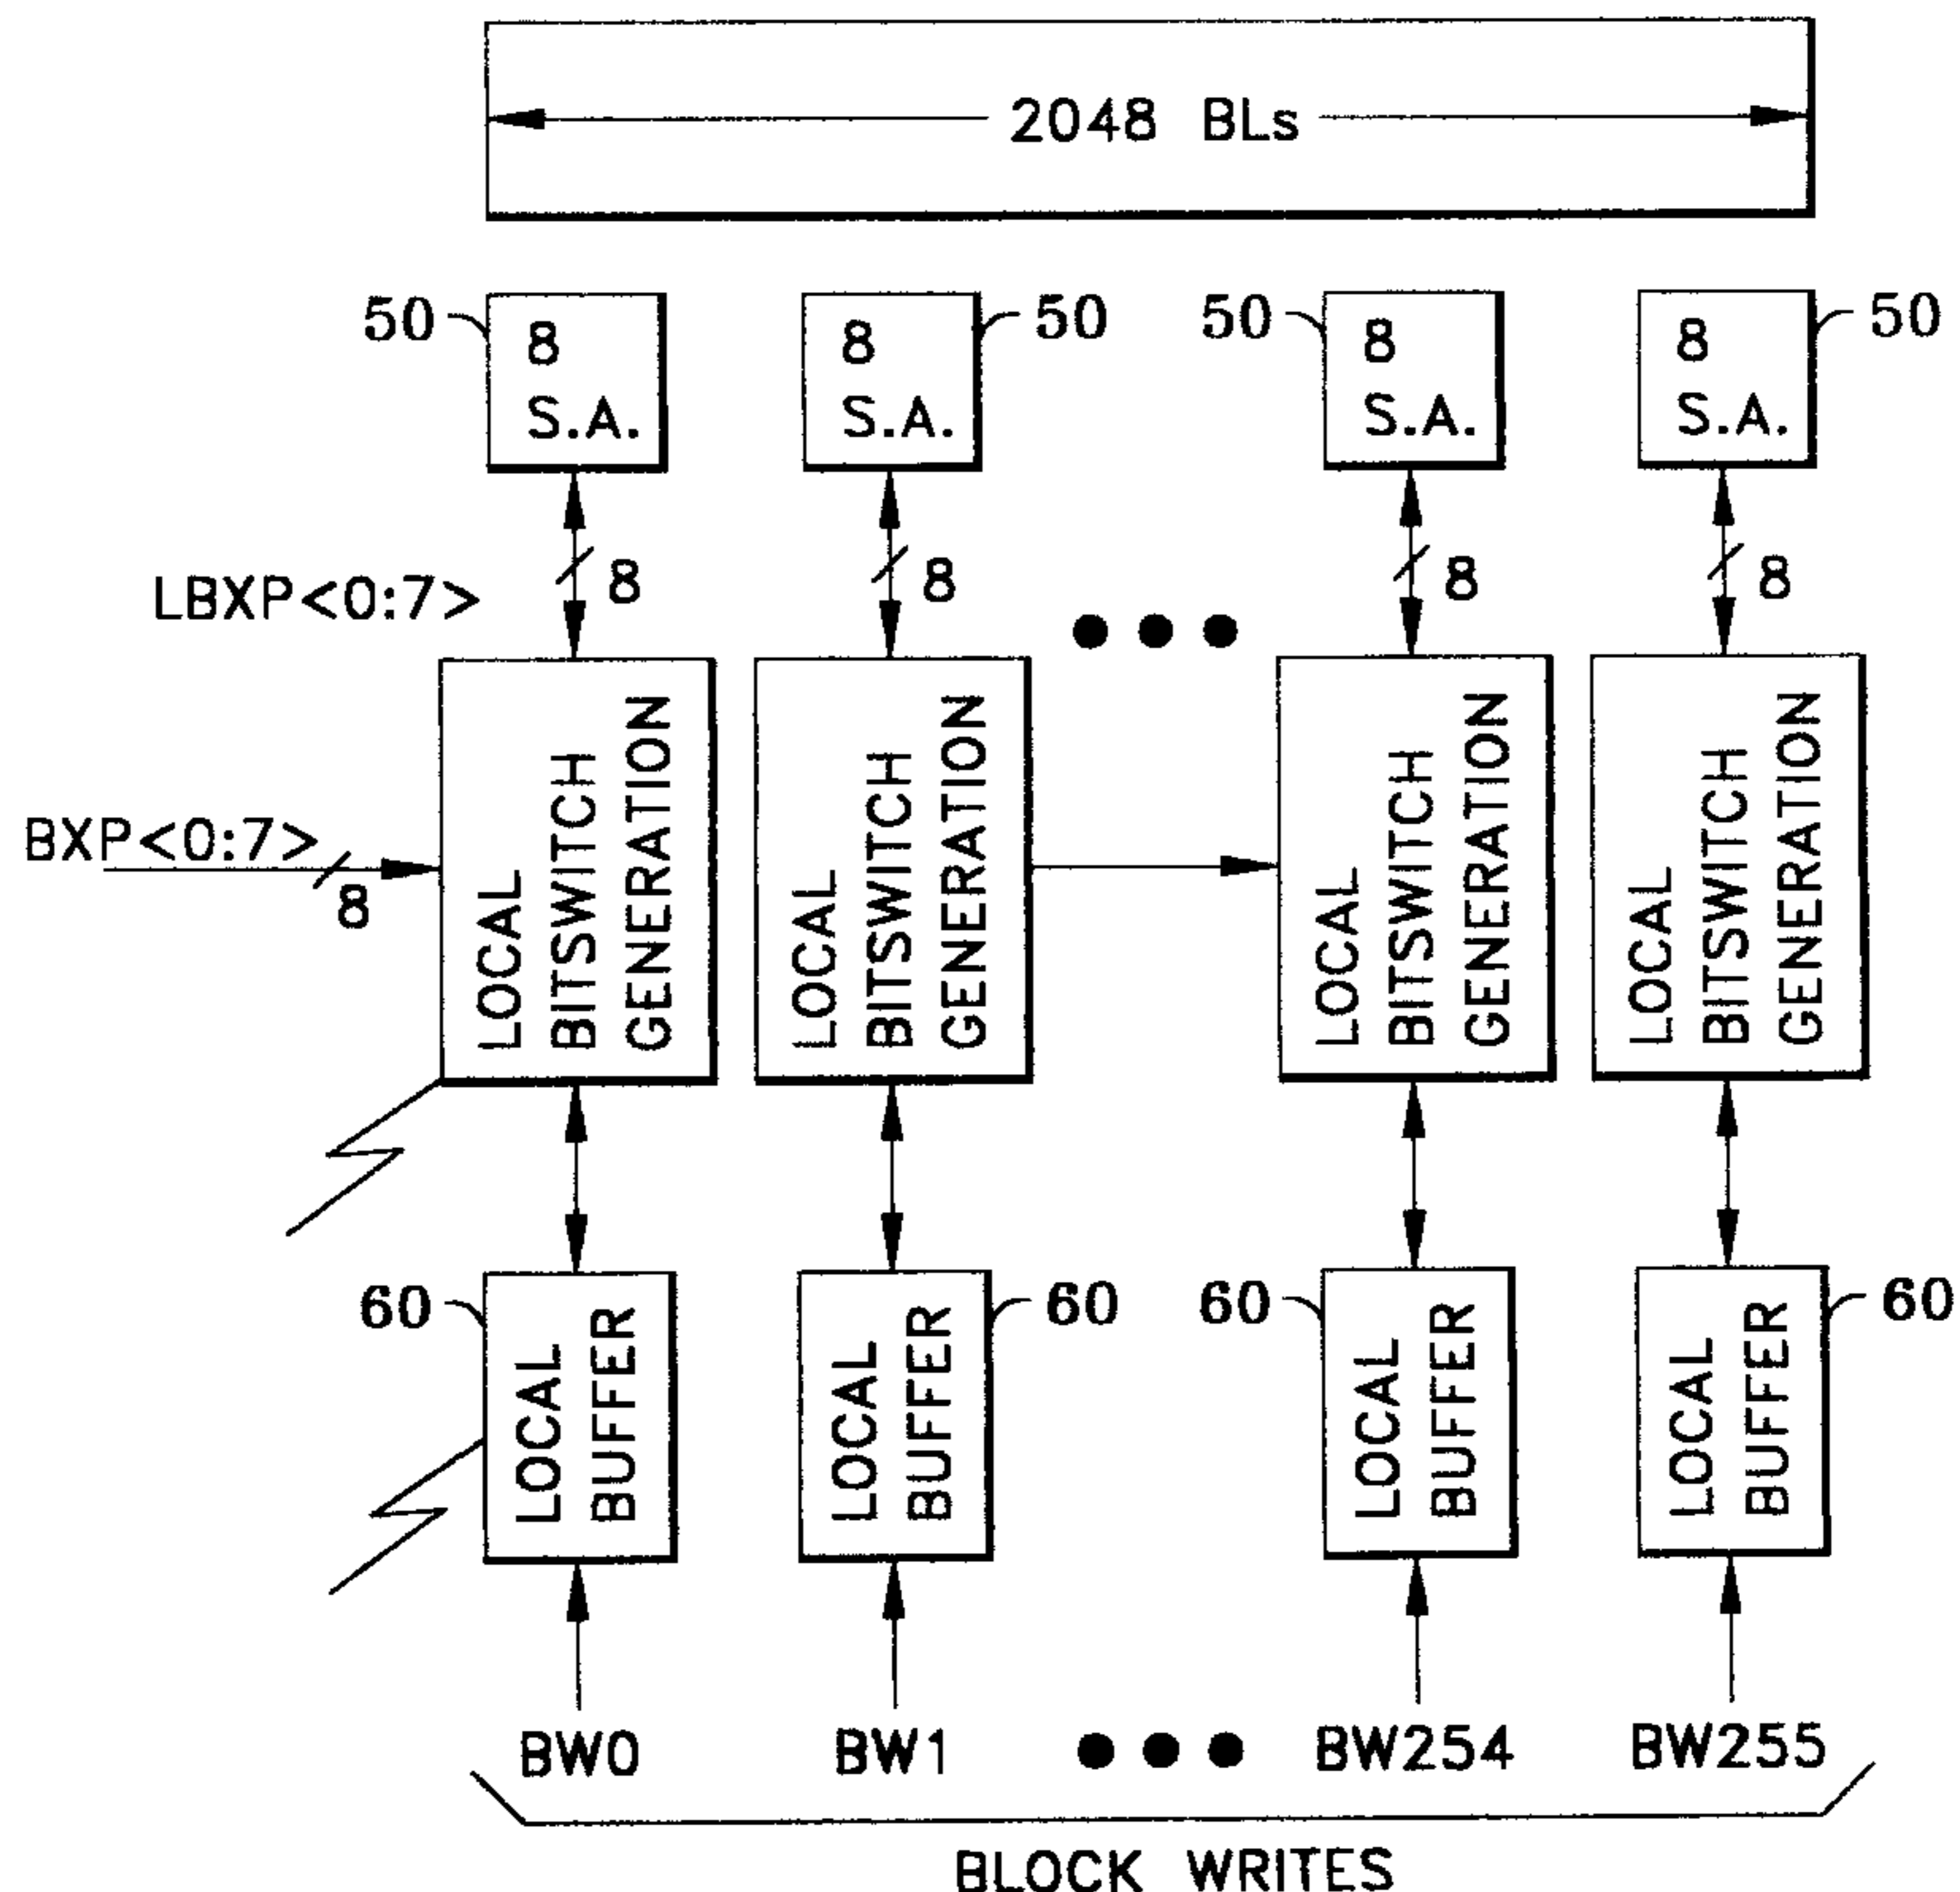 2048 BLs
50 50 50 50
8 8 8 8
S.A. S.A. S.A. S.A.
8 8 8 8
LBXP<0:7>
BXP<0:7>
8
LOCAL
BITSWITCH
GENERATION
LOCAL
BITSWITCH
GENERATION
LOCAL
BITSWITCH
GENERATION
LOCAL
BITSWITCH
GENERATION
60 60 60 60
LOCAL
BUFFER
LOCAL
BUFFER
LOCAL
BUFFER
LOCAL
BUFFER
BW0 BW1 ●●● BW254 BW255
BLOCK WRITES